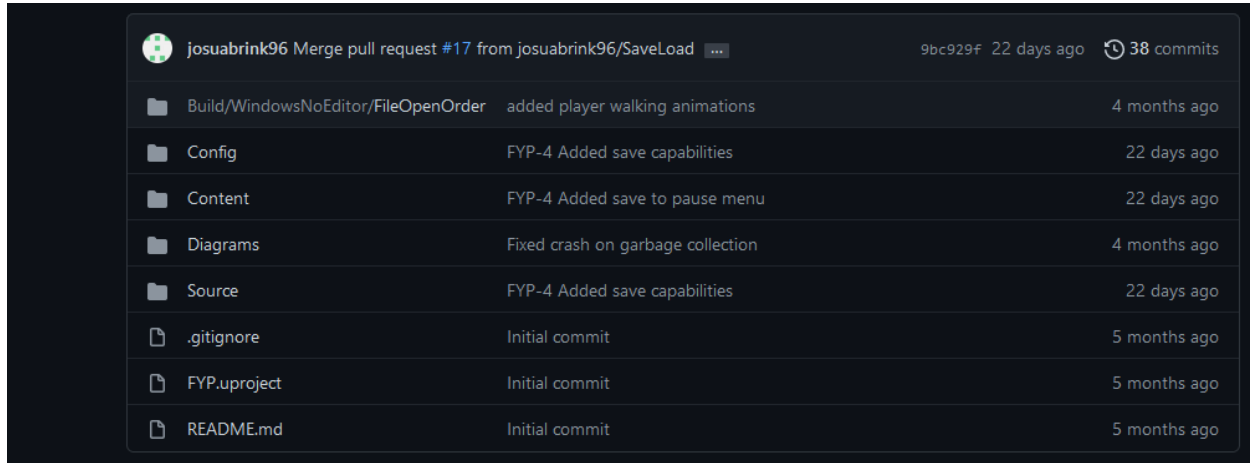 josuabrink96 Merge pull request #17 from josuabrink96/SaveLoad ... 9bc929f 22 days ago 38 commits
Build/WindowsNoEditor/FileOpenOrder added player walking animations 4 months ago
Config FYP-4 Added save capabilities 22 days ago
Content FYP-4 Added save to pause menu 22 days ago
Diagrams Fixed crash on garbage collection 4 months ago
Source FYP-4 Added save capabilities 22 days ago
.gitignore Initial commit 5 months ago
FYP.uproject Initial commit 5 months ago
README.md Initial commit 5 months ago